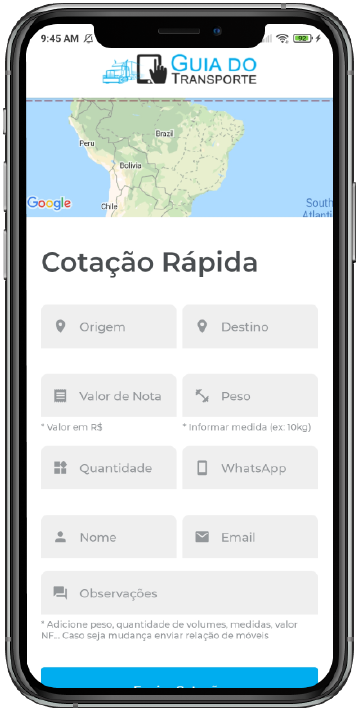 9:45 AM
92
GUIA DO
TRANSPORTE
Brazil
Peru
Bolivia
Chile
Google
South
Atlanti
Cotação Rápida
Origem
Destino
Valor de Nota
Peso
* Valor em R$
* Informar medida (ex: 10kg)
Quantidade
WhatsApp
Nome
Email
Observações
* Adicione peso, quantidade de volumes, medidas, valor
NF... Caso seja mudança enviar relação de móveis